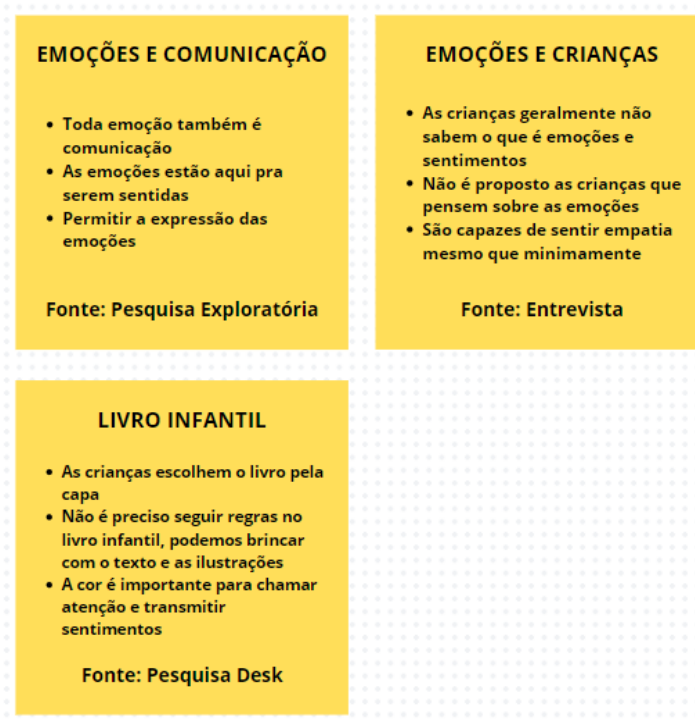 EMOÇÕES E COMUNICAÇÃO
• Toda emoção também é
comunicação
• As emoções estão aqui pra
serem sentidas
• Permitir a expressão das
emoções
Fonte: Pesquisa Exploratória
EMOÇÕES E CRIANÇAS
• As crianças geralmente não
sabem o que é emoções e
sentimentos
• Não é proposto as crianças que
pensem sobre as emoções
• São capazes de sentir empatia
mesmo que minimamente
Fonte: Entrevista
LIVRO INFANTIL
• As crianças escolhem o livro pela
capa
• Não é preciso seguir regras no
livro infantil, podemos brincar
com o texto e as ilustrações
• A cor é importante para chamar
atenção e transmitir
sentimentos
Fonte: Pesquisa Desk